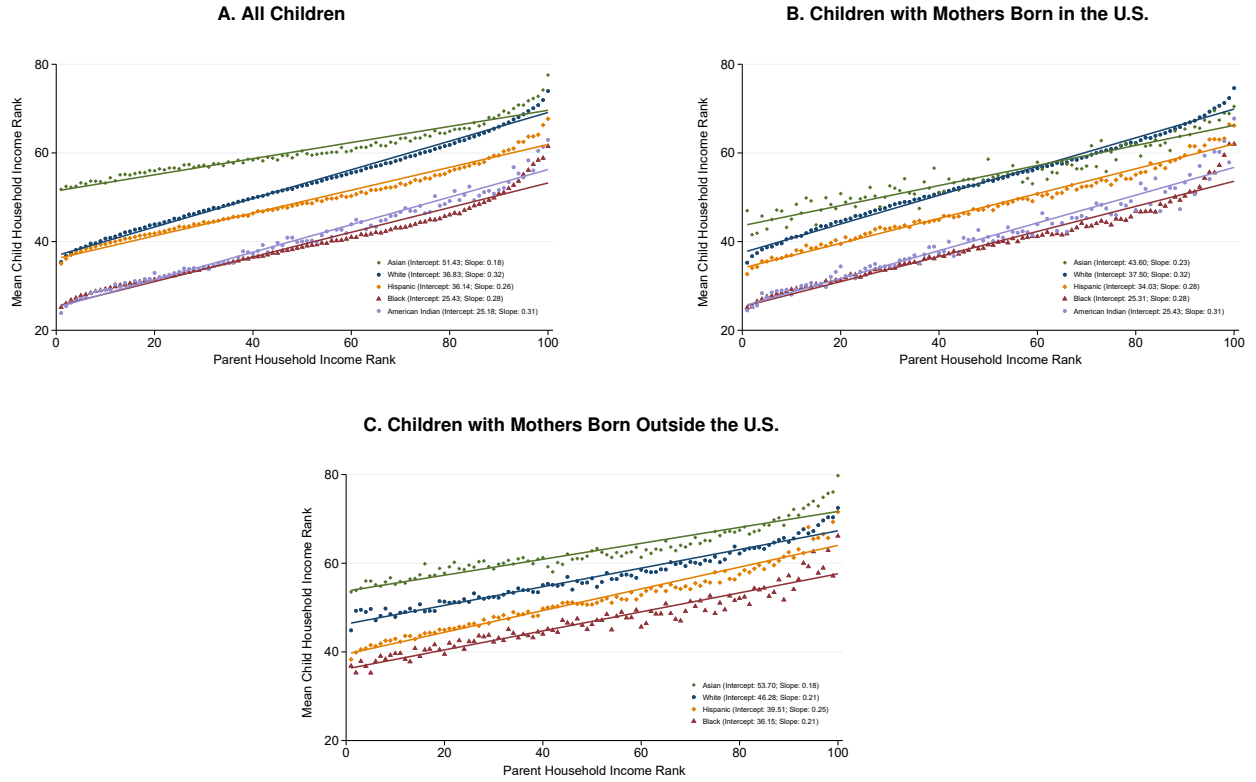 A. All Children
Mean Child Household Income Rank
80
60
40
20
0
20
40
60
80
100
Parent Household Income Rank
Asian (Intercept: 51.43; Slope: 0.18)
White (Intercept: 36.83; Slope: 0.32)
Hispanic (Intercept: 36.14; Slope: 0.26)
Black (Intercept: 25.43; Slope: 0.28)
American Indian (Intercept: 25.18; Slope: 0.31)
B. Children with Mothers Born in the U.S.
Mean Child Household Income Rank
80
60
40
20
0
20
40
60
80
100
Parent Household Income Rank
Asian (Intercept: 43.60; Slope: 0.23)
White (Intercept: 37.50; Slope: 0.32)
Hispanic (Intercept: 34.03; Slope: 0.28)
Black (Intercept: 25.31; Slope: 0.28)
American Indian (Intercept: 25.43; Slope: 0.31)
C. Children with Mothers Born Outside the U.S.
Mean Child Household Income Rank
80
60
40
20
0
20
40
60
80
100
Parent Household Income Rank
Asian (Intercept: 53.70; Slope: 0.18)
White (Intercept: 46.28; Slope: 0.21)
Hispanic (Intercept: 39.51; Slope: 0.25)
Black (Intercept: 36.15; Slope: 0.21)